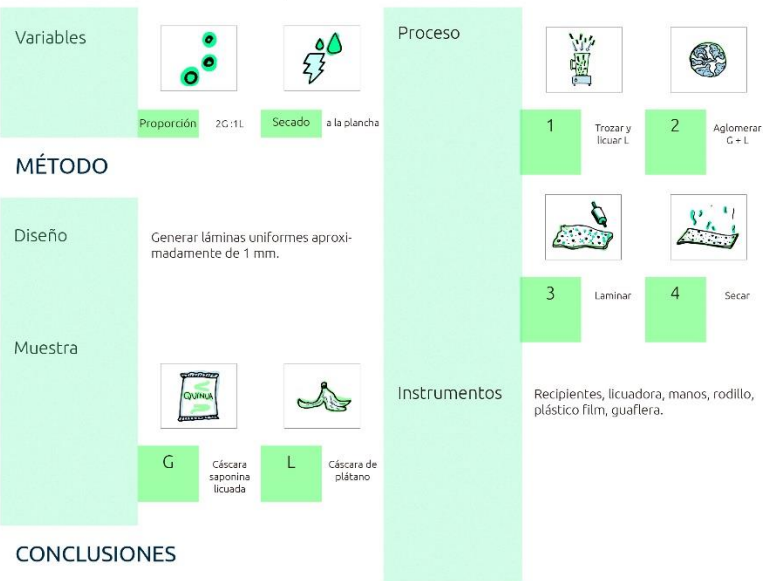 Variables
Proporción
2G :1L
Secado
a la plancha
MÉTODO
Diseño
Generar láminas uniformes aproxi-
madamente de 1 mm.
Muestra
QUINUA
G
Cáscara
saponina
licuada
L
Cáscara de
plátano
CONCLUSIONES
Proceso
1
Trozar y
licuar L
2
Aglomerar
G + L
3
Laminar
4
Secar
Instrumentos
Recipientes, licuadora, manos, rodillo,
plástico film, guaflera.